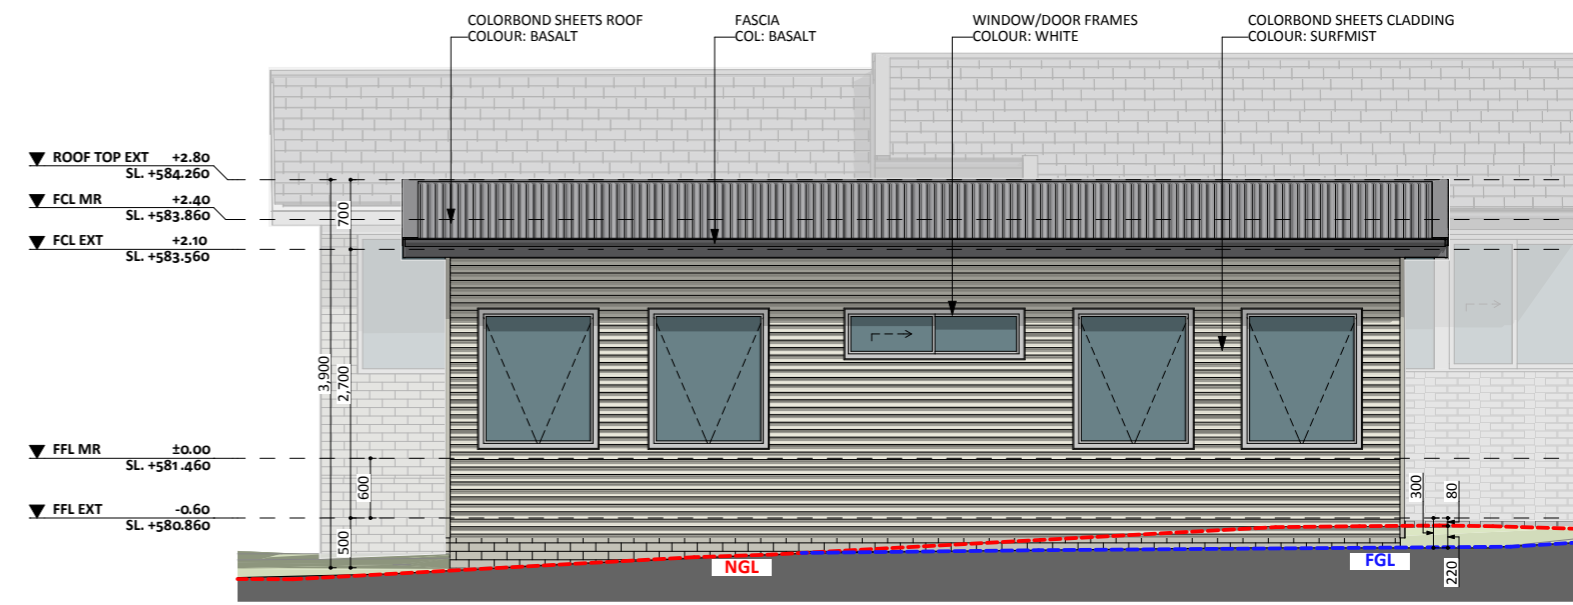 COLORBOND SHEETS ROOF
COLOUR: BASALT
FASCIA
COL: BASALT
WINDOW/DOOR FRAMES
COLOUR: WHITE
COLORBOND SHEETS CLADDING
COLOUR: SURFMIST
ROOF TOP EXT +2.80
SL. +584.260
FCL MR +2.40
SL. +583.860
FCL EXT +2.10
SL. +583.560
FFL MR ±0.00
SL. +581.460
FFL EXT -0.60
SL. +580.860
3,900
700
2,700
600
500
300
80
220
NGL
FGL